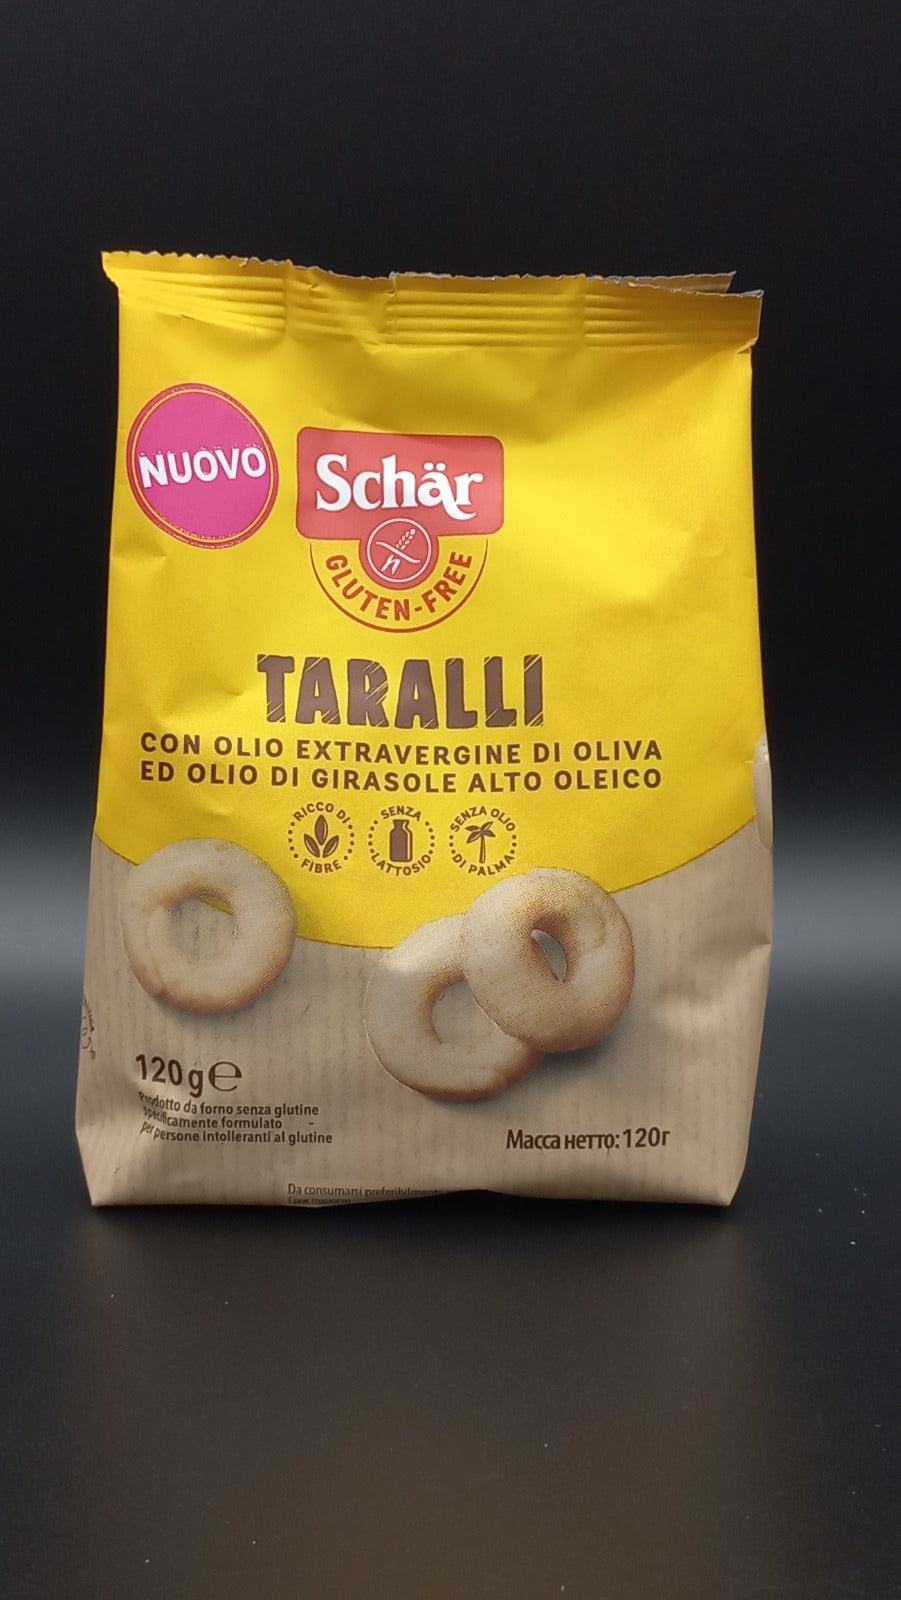 NUOVO
Schär
GLUTEN-FREE
TARALLI
CON OLIO EXTRAVERGINE DI OLIVA
ED OLIO DI GIRASOLE ALTO OLEICO
RICCO DI
FIBRE
SENZA
LATTOSIO
SENZA OLIO
DI PALMA
120 g ℮
Prodotto da forno senza glutine
specificamente formulato
per persone intolleranti al glutine
Масса нетто: 120г
Da consumarsi preferibilmente